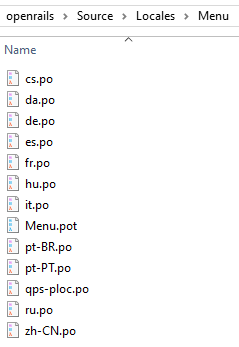 openrails > Source > Locales > Menu
Name
cs.po
da.po
de.po
es.po
fr.po
hu.po
it.po
Menu.pot
pt-BR.po
pt-PT.po
qps-ploc.po
ru.po
zh-CN.po